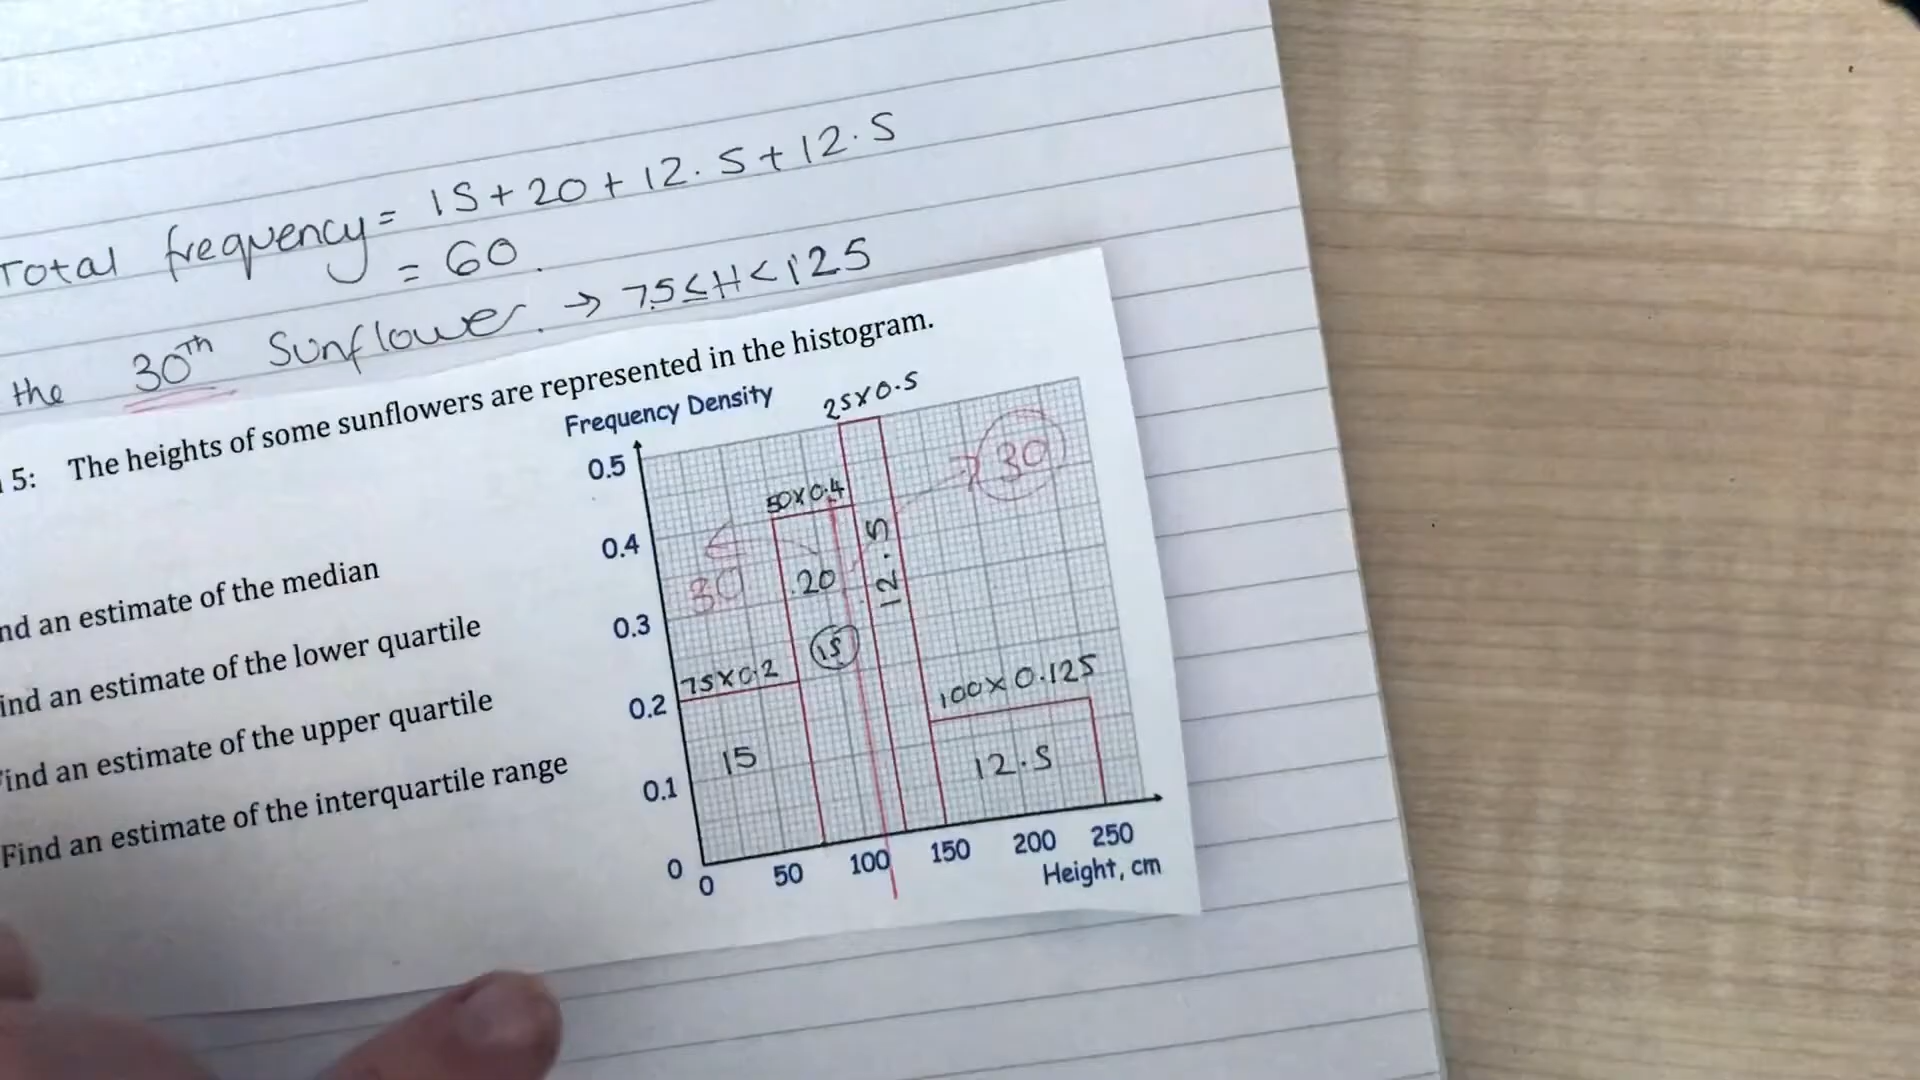 Total frequency = 15 + 20 + 12.5 + 12.5
= 60.
the 30th Sunflower. → 75 ≤ H < 125
5: The heights of some sunflowers are represented in the histogram.
nd an estimate of the median
ind an estimate of the lower quartile
ind an estimate of the upper quartile
Find an estimate of the interquartile range
Frequency Density
0.5
0.4
0.3
0.2
0.1
0
0 50 100 150 200 250
Height, cm
25×0.5
50×0.4
30
30
20
12.5
15
75×0.2
100×0.125
15
12.5